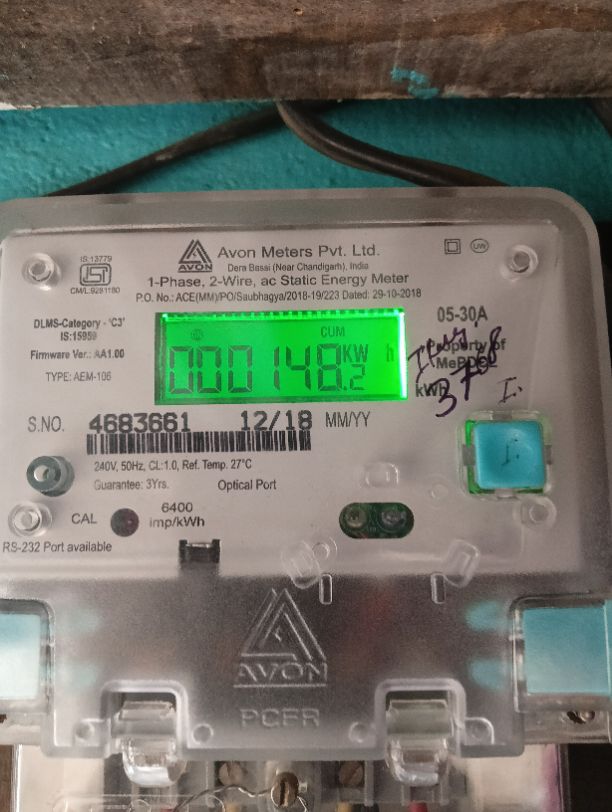 IS:13779
ISI
CM/L:9281180
AVON
Avon Meters Pvt. Ltd.
Dera Bassi (Near Chandigarh), India
1-Phase, 2-Wire, ac Static Energy Meter
P.O. No.: ACE(MM)/PO/Saubhagya/2018-19/223 Dated: 29-10-2018
UW
DLMS-Category - 'C3'
IS:15959
Firmware Ver.: AA1.00
TYPE: AEM-106
CUM
000148.2 KW h
05-30A
Property of
MePDCL
kWh
3768
I.
S.NO. 4683661 12/18 MM/YY
240V, 50Hz, CL:1.0, Ref. Temp. 27°C
Guarantee: 3Yrs. Optical Port
CAL 6400
imp/kWh
RS-232 Port available
AVON